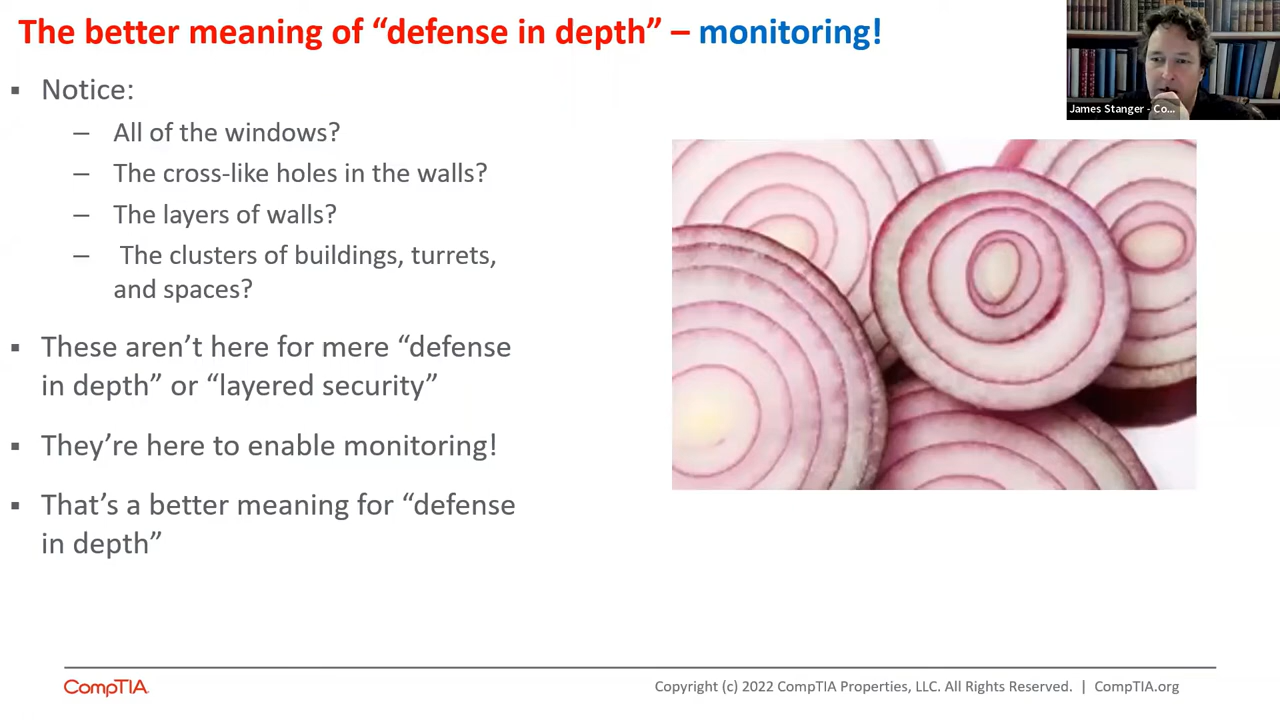 The better meaning of “defense in depth” – monitoring!
▪ Notice:
– All of the windows?
– The cross-like holes in the walls?
– The layers of walls?
– The clusters of buildings, turrets,
and spaces?
▪ These aren’t here for mere “defense
in depth” or “layered security”
▪ They’re here to enable monitoring!
▪ That’s a better meaning for “defense
in depth”
James Stanger - Co...
CompTIA
Copyright (c) 2022 CompTIA Properties, LLC. All Rights Reserved. | CompTIA.org